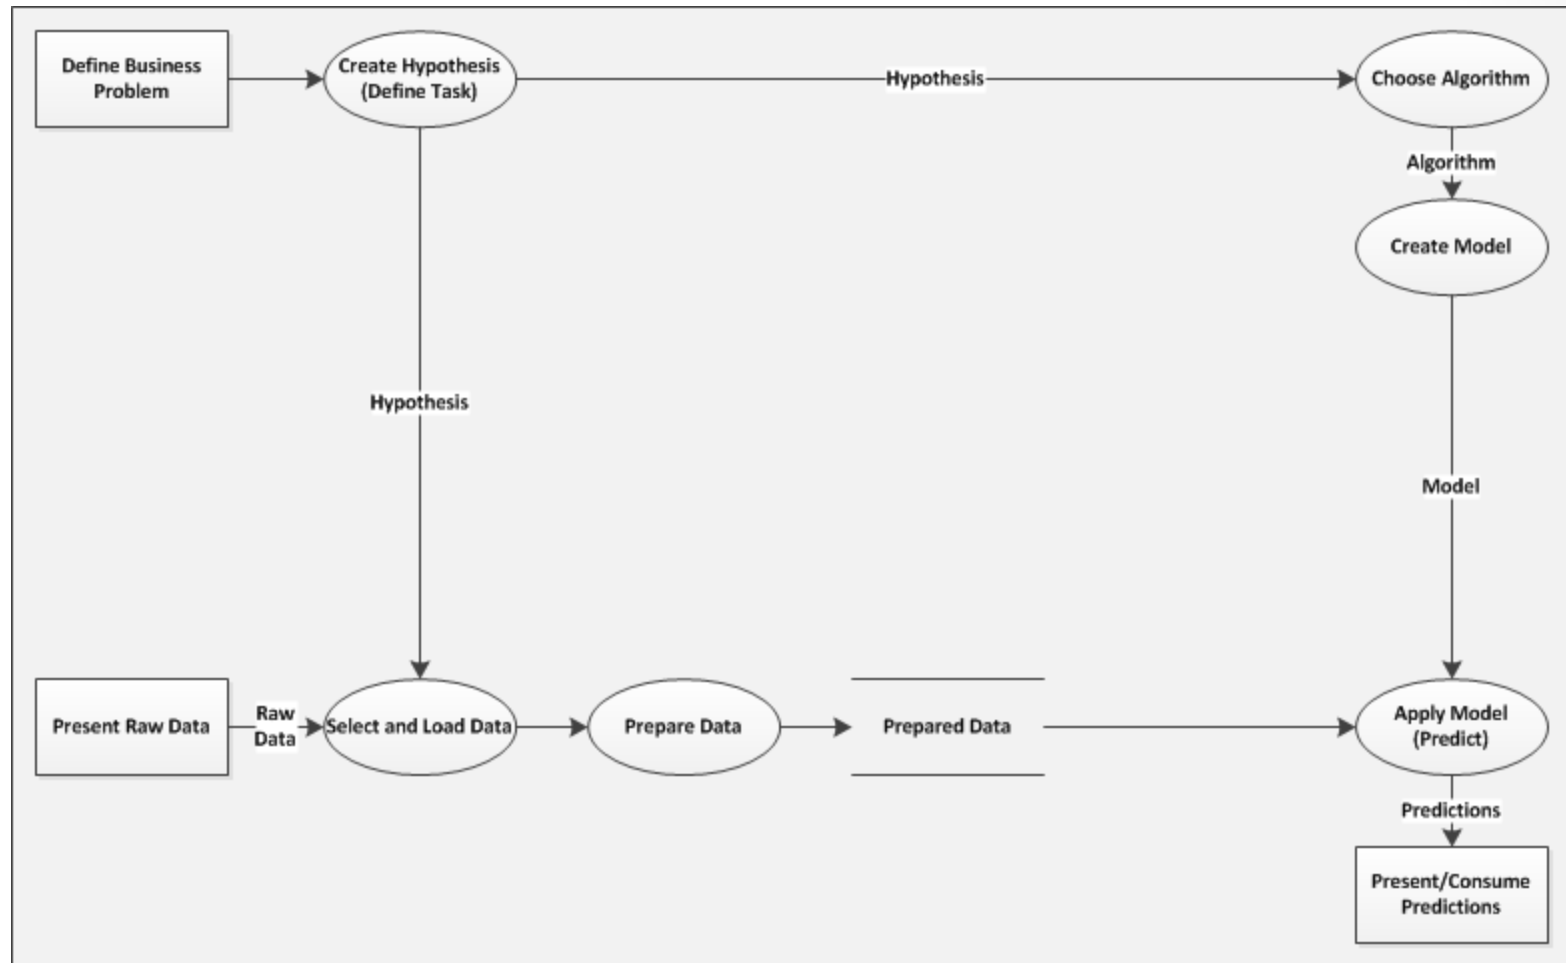 Define Business
Problem
Create Hypothesis
(Define Task)
Hypothesis
Choose Algorithm
Algorithm
Create Model
Hypothesis
Model
Present Raw Data
Raw
Data
Select and Load Data
Prepare Data
Prepared Data
Apply Model
(Predict)
Predictions
Present/Consume
Predictions